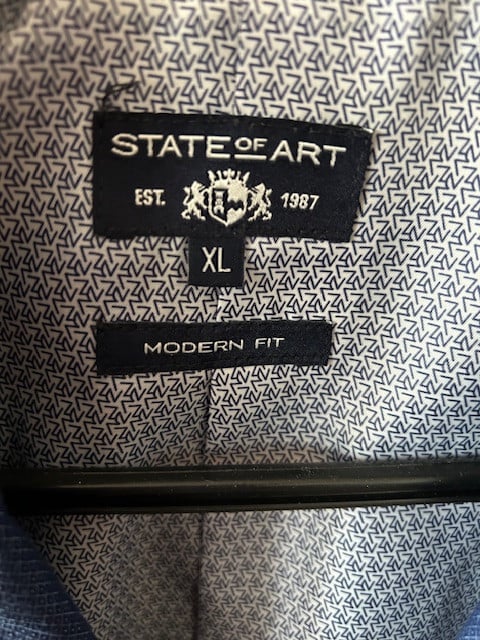 STATE OF ART
EST. 1987
XL
MODERN FIT